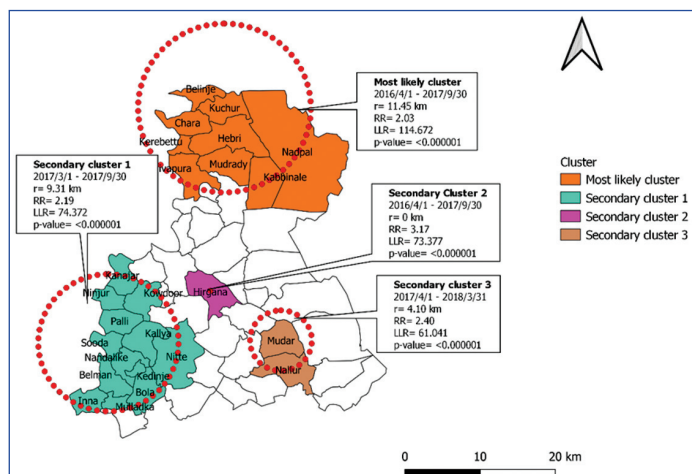 Most likely cluster
2016/4/1 - 2017/9/30
r= 11.45 km
RR= 2.03
LLR= 114.672
p-value= <0.000001
Belinje
Kuchur
Chara
Hebri
Kerebettu
Nadpal
Mudrady
Ivapura
Kabbinale
Secondary cluster 1
2017/3/1 - 2017/9/30
r= 9.31 km
RR= 2.19
LLR= 74.372
p-value= <0.000001
Cluster
Most likely cluster
Secondary cluster 1
Secondary cluster 2
Secondary cluster 3
Secondary Cluster 2
2016/4/1 - 2017/9/30
r= 0 km
RR= 3.17
LLR= 73.377
p-value= <0.000001
Kanajar
Ninjur
Kowdoor
Hirgana
Secondary cluster 3
2017/4/1 - 2018/3/31
r= 4.10 km
RR= 2.40
LLR= 61.041
p-value= <0.000001
Palli
Kallya
Sooda
Nandalike
Nitte
Mudar
Belman
Kedinje
Nallur
Bola
Inna
Mulladka
0 10 20 km